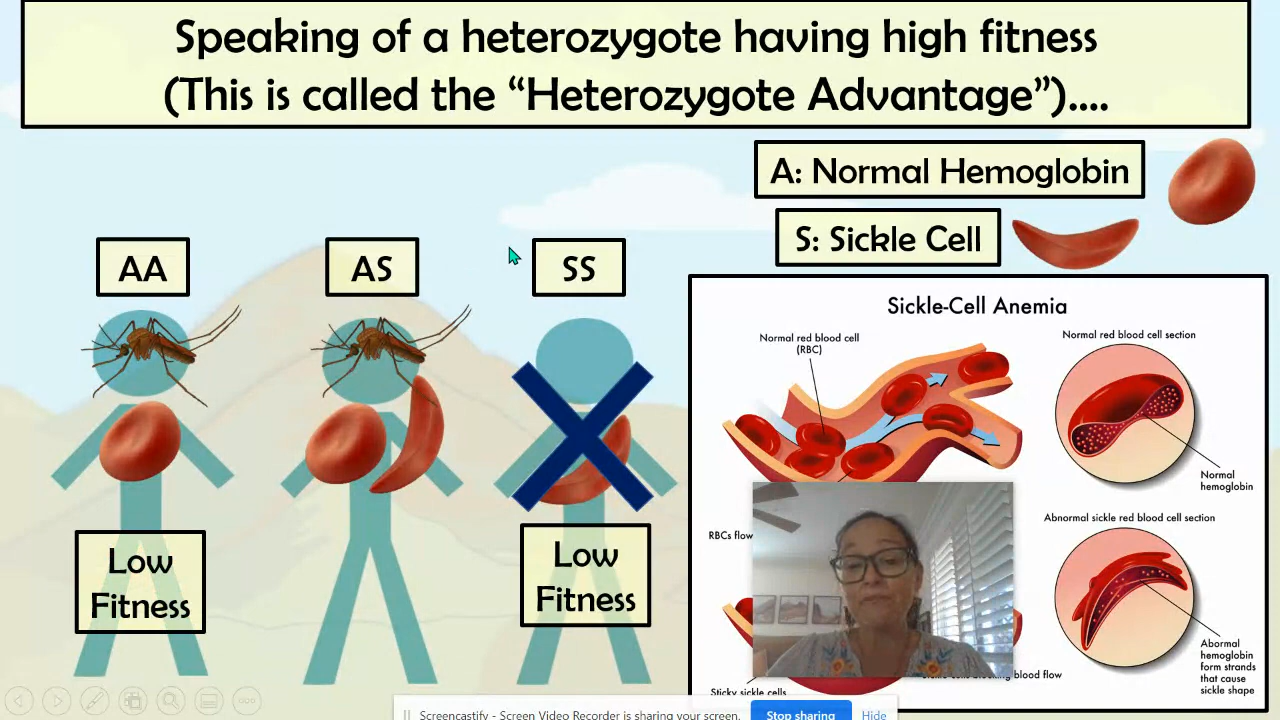 Speaking of a heterozygote having high fitness
(This is called the “Heterozygote Advantage”)....
A: Normal Hemoglobin
S: Sickle Cell
AA
AS
SS
Low
Fitness
Low
Fitness
Sickle-Cell Anemia
Normal red blood cell
(RBC)
Normal red blood cell section
Normal
hemoglobin
RBCs flow
Abnormal sickle red blood cell section
Abormal
hemoglobin
form strands
that cause
sickle shape
blocking blood flow
Sticky sickle cells
Screencastify - Screen Video Recorder is sharing your screen.
Stop sharing
Hide